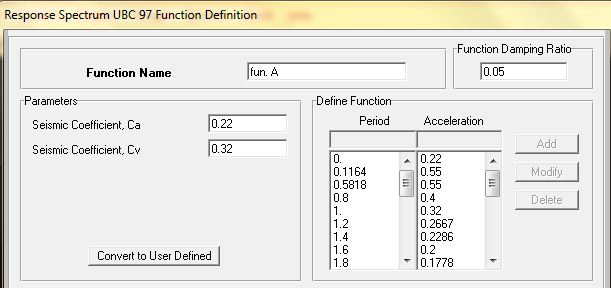 Response Spectrum UBC 97 Function Definition
Function Damping Ratio
Function Name
fun. A
0.05
Parameters
Define Function
Seismic Coefficient, Ca
0.22
Seismic Coefficient, Cv
0.32
Period Acceleration
0. 0.22
0.1164 0.55
0.5818 0.55
0.8 0.4
1. 0.32
1.2 0.2667
1.4 0.2286
1.6 0.2
1.8 0.1778
Add
Modify
Delete
Convert to User Defined